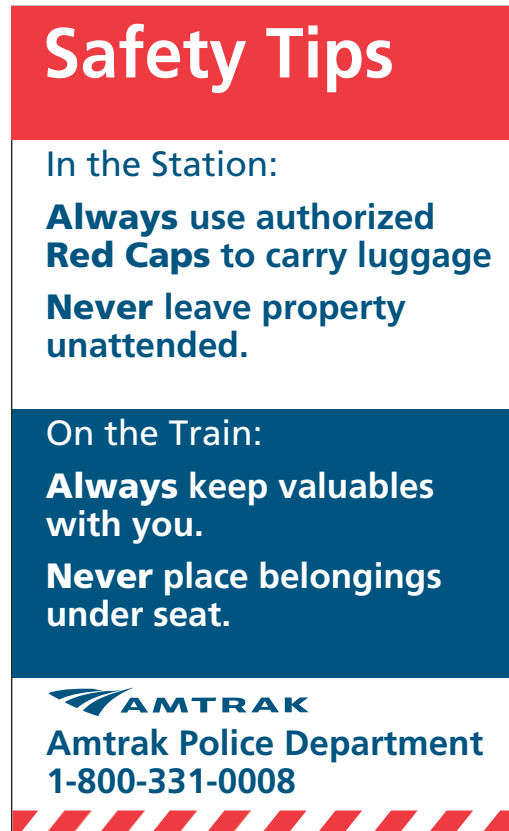 Safety Tips
In the Station:
Always use authorized
Red Caps to carry luggage
Never leave property
unattended.
On the Train:
Always keep valuables
with you.
Never place belongings
under seat.
AMTRAK
Amtrak Police Department
1-800-331-0008